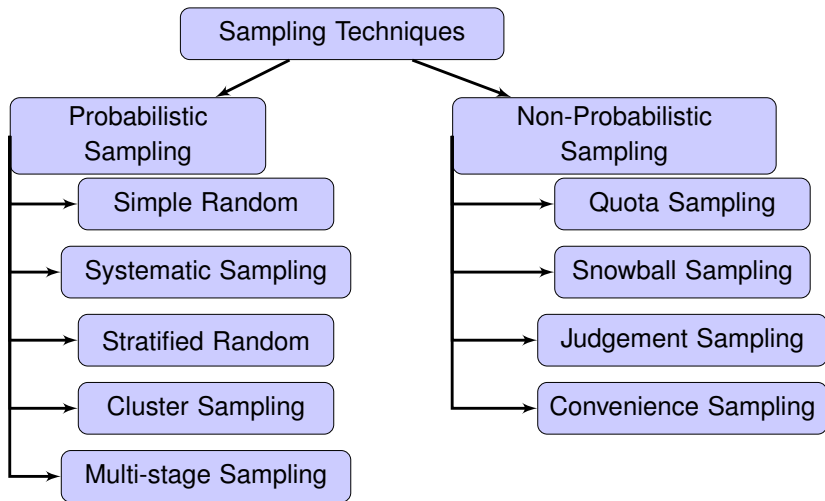 Sampling Techniques
Probabilistic
Sampling
Simple Random
Systematic Sampling
Stratified Random
Cluster Sampling
Multi-stage Sampling
Non-Probabilistic
Sampling
Quota Sampling
Snowball Sampling
Judgement Sampling
Convenience Sampling